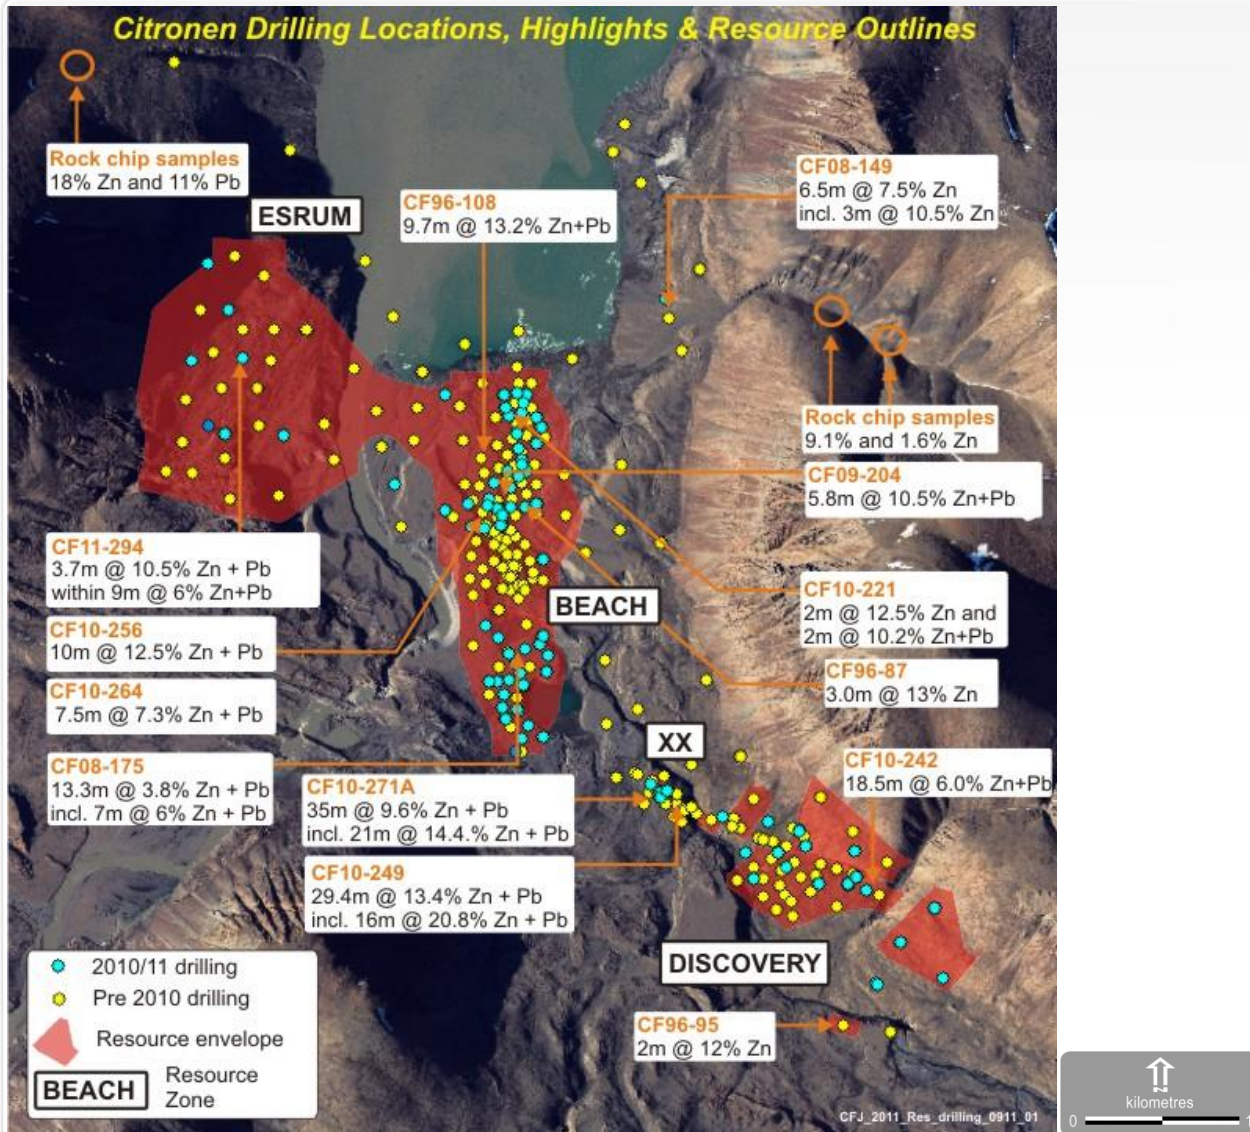 Citronen Drilling Locations, Highlights & Resource Outlines
Rock chip samples
18% Zn and 11% Pb
ESRUM
CF96-108
9.7m @ 13.2% Zn+Pb
CF08-149
6.5m @ 7.5% Zn
incl. 3m @ 10.5% Zn
Rock chip samples
9.1% and 1.6% Zn
CF09-204
5.8m @ 10.5% Zn+Pb
CF11-294
3.7m @ 10.5% Zn + Pb
within 9m @ 6% Zn+Pb
BEACH
CF10-221
2m @ 12.5% Zn and
2m @ 10.2% Zn+Pb
CF10-256
10m @ 12.5% Zn + Pb
CF96-87
3.0m @ 13% Zn
CF10-264
7.5m @ 7.3% Zn + Pb
XX
CF08-175
13.3m @ 3.8% Zn + Pb
incl. 7m @ 6% Zn + Pb
CF10-271A
35m @ 9.6% Zn + Pb
incl. 21m @ 14.4.% Zn + Pb
CF10-242
18.5m @ 6.0% Zn+Pb
CF10-249
29.4m @ 13.4% Zn + Pb
incl. 16m @ 20.8% Zn + Pb
DISCOVERY
CF96-95
2m @ 12% Zn
2010/11 drilling
Pre 2010 drilling
Resource envelope
BEACH
Resource
Zone
CFJ_2011_Res_drilling_0911_01
kilometres
0